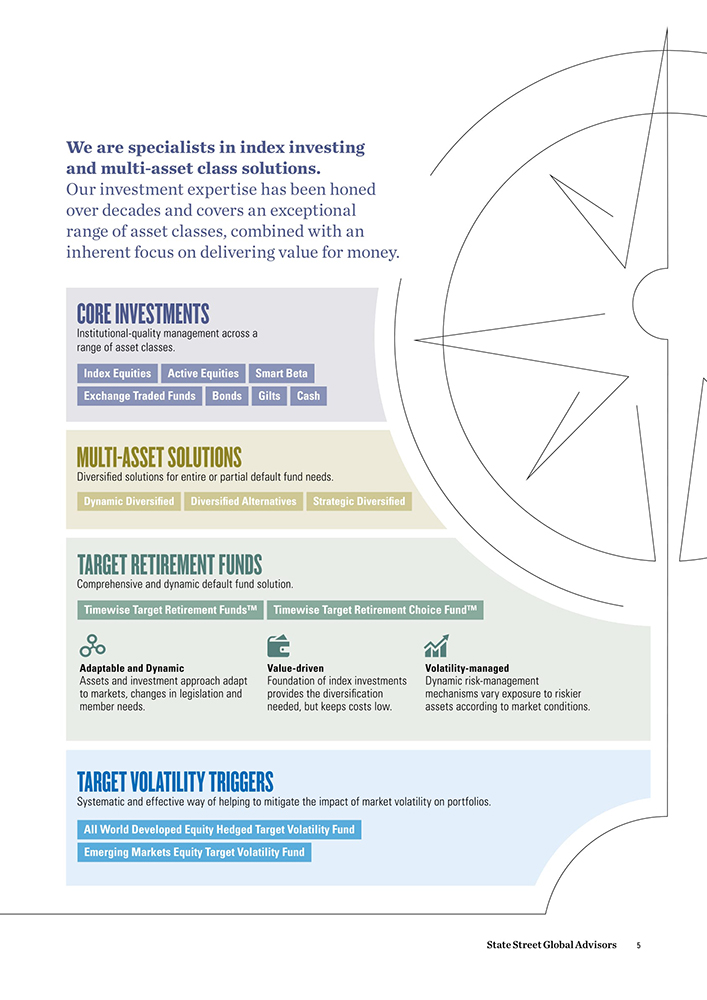 We are specialists in index investing
and multi-asset class solutions.
Our investment expertise has been honed
over decades and covers an exceptional
range of asset classes, combined with an
inherent focus on delivering value for money.
CORE INVESTMENTS
Institutional-quality management across a
range of asset classes.
Index Equities Active Equities Smart Beta
Exchange Traded Funds Bonds Gilts Cash
MULTI-ASSET SOLUTIONS
Diversified solutions for entire or partial default fund needs.
Dynamic Diversified Diversified Alternatives Strategic Diversified
TARGET RETIREMENT FUNDS
Comprehensive and dynamic default fund solution.
Timewise Target Retirement Funds™ Timewise Target Retirement Choice Fund™
Adaptable and Dynamic
Assets and investment approach adapt
to markets, changes in legislation and
member needs.
Value-driven
Foundation of index investments
provides the diversification
needed, but keeps costs low.
Volatility-managed
Dynamic risk-management
mechanisms vary exposure to riskier
assets according to market conditions.
TARGET VOLATILITY TRIGGERS
Systematic and effective way of helping to mitigate the impact of market volatility on portfolios.
All World Developed Equity Hedged Target Volatility Fund
Emerging Markets Equity Target Volatility Fund
State Street Global Advisors 5